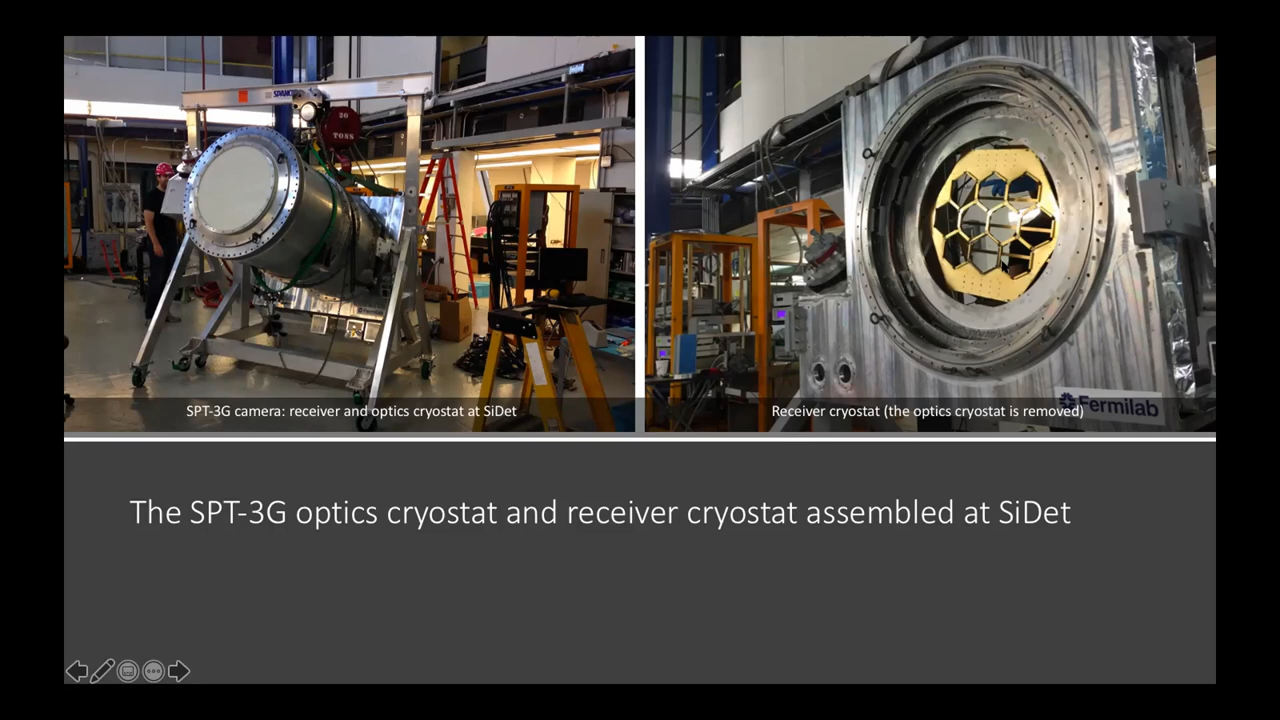 20
TONS
SPT-3G camera: receiver and optics cryostat at SiDet
Fermilab
Receiver cryostat (the optics cryostat is removed)
The SPT-3G optics cryostat and receiver cryostat assembled at SiDet